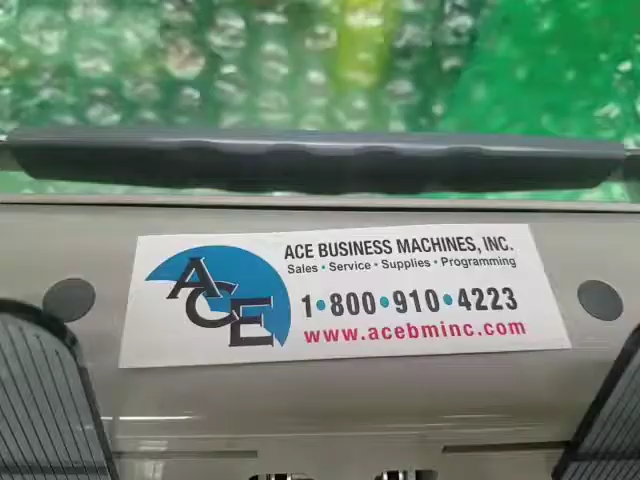 ACE
ACE BUSINESS MACHINES, INC.
Sales • Service • Supplies • Programming
1•800•910•4223
www.acebminc.com